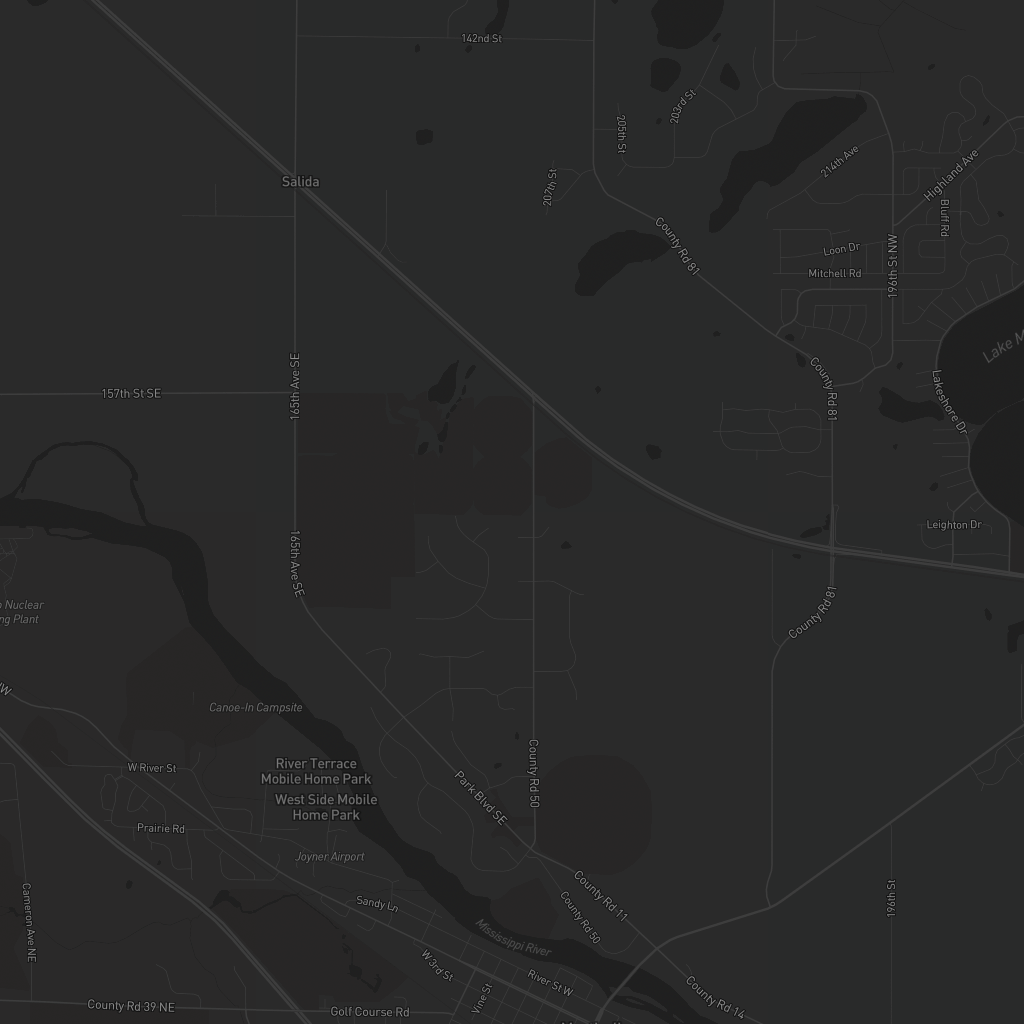 142nd St
203rd St
205th St
214th Ave
Highland Ave
Salida
207th St
Bluff Rd
County Rd 81
Loon Dr
196th St NW
Mitchell Rd
Lake M
165th Ave SE
157th St SE
County Rd 81
Lakeshore Dr
Leighton Dr
165th Ave SE
Nuclear
ng Plant
County Rd 81
W
Canoe-In Campsite
River Terrace
Mobile Home Park
W River St
County Rd 50
Park Blvd SE
West Side Mobile
Home Park
Prairie Rd
Joyner Airport
Cameron Ave NE
Sandy Ln
County Rd 11
County Rd 50
196th St
Mississippi River
W 3rd St
River St W
Vine St
County Rd 39 NE
Golf Course Rd
County Rd 14